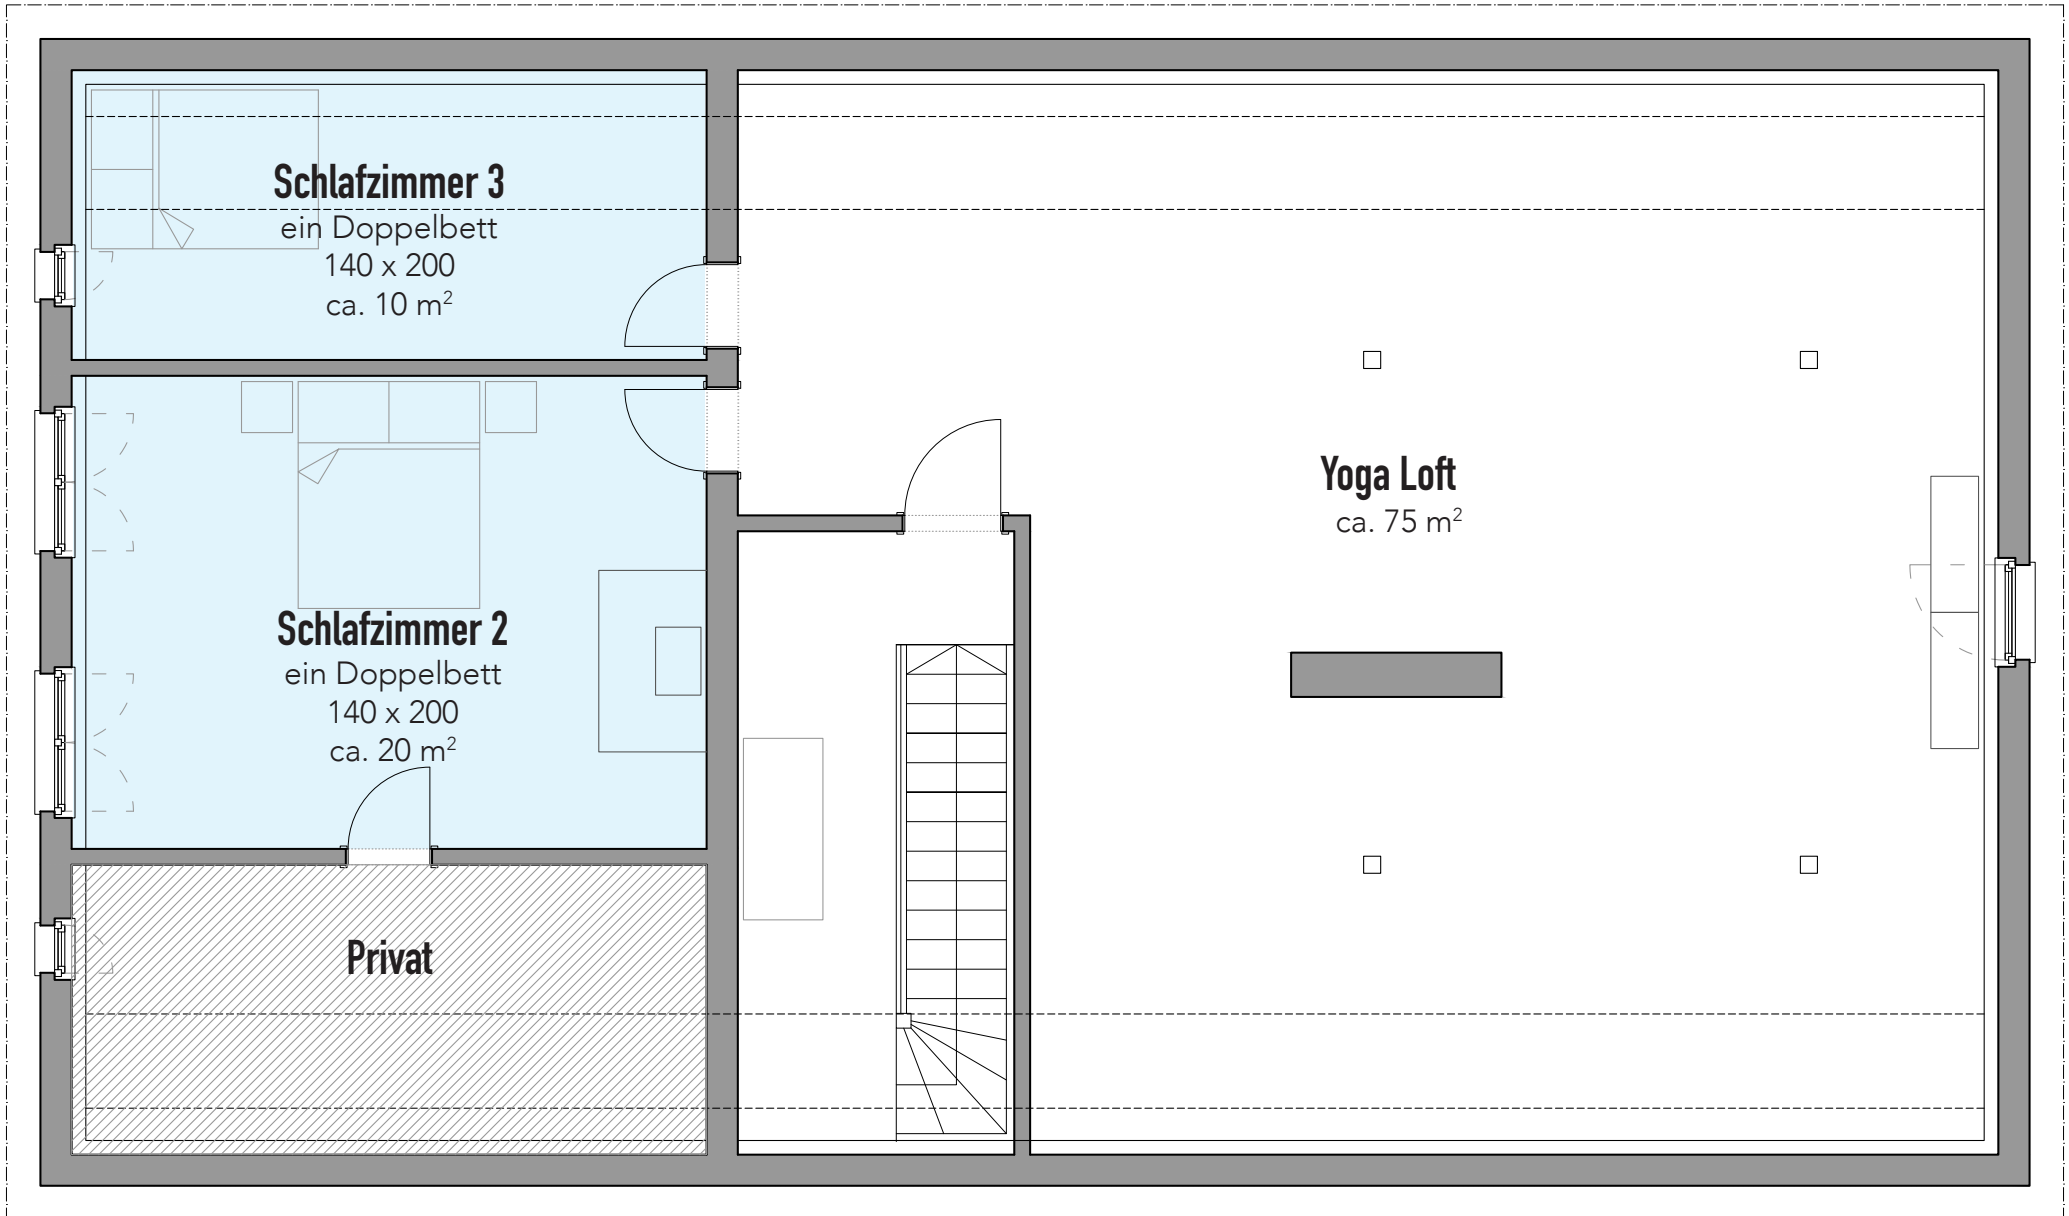 Schlafzimmer 3
ein Doppelbett
140 x 200
ca. 10 m²
Yoga Loft
ca. 75 m²
Schlafzimmer 2
ein Doppelbett
140 x 200
ca. 20 m²
Privat